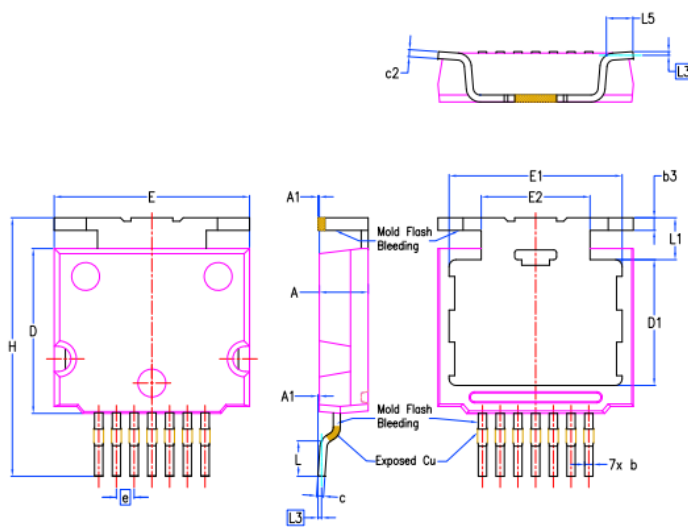 L5
c2
L3
E
A1
E1
b3
E2
Mold Flash
Bleeding
L1
A
D
H
D1
A1
Mold Flash
Bleeding
L
Exposed Cu
7x b
e
c
L3